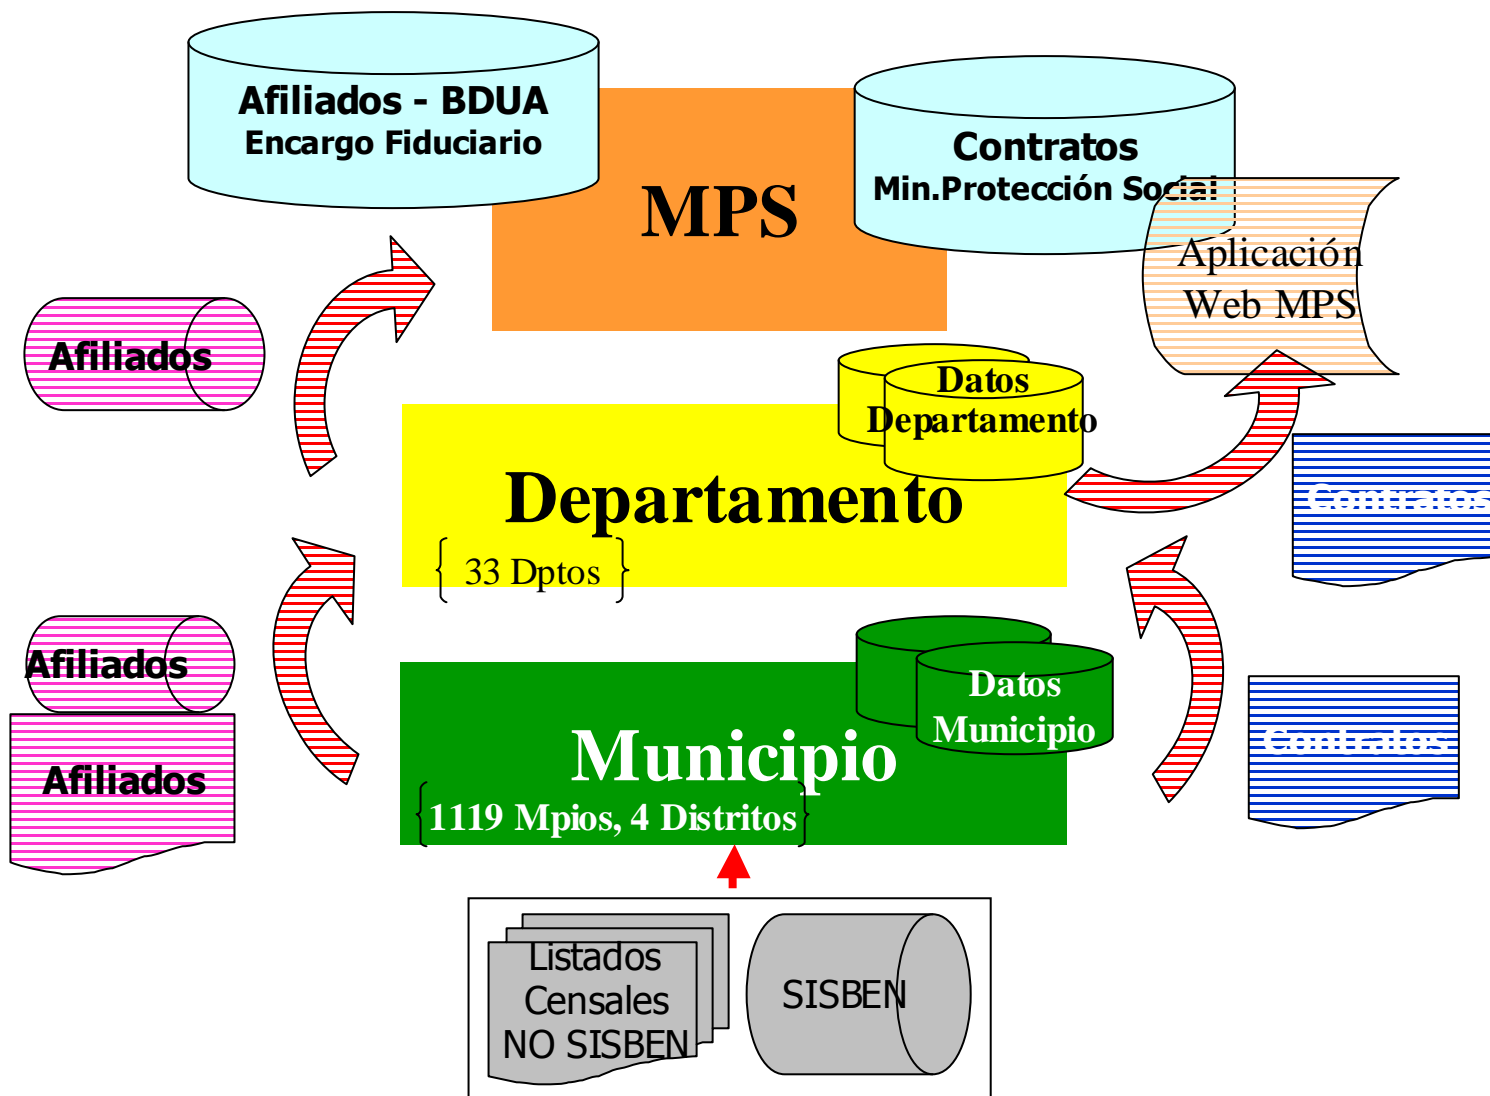 Afiliados - BDUA
Encargo Fiduciario
MPS
Contratos
Min.Protección Social
Aplicación
Web MPS
Afiliados
Datos
Departamento
Departamento
33 Dptos
Contratos
Afiliados
Afiliados
Datos
Municipio
Municipio
1119 Mpios, 4 Distritos
Contratos
Listados
Censales
NO SISBEN
SISBEN